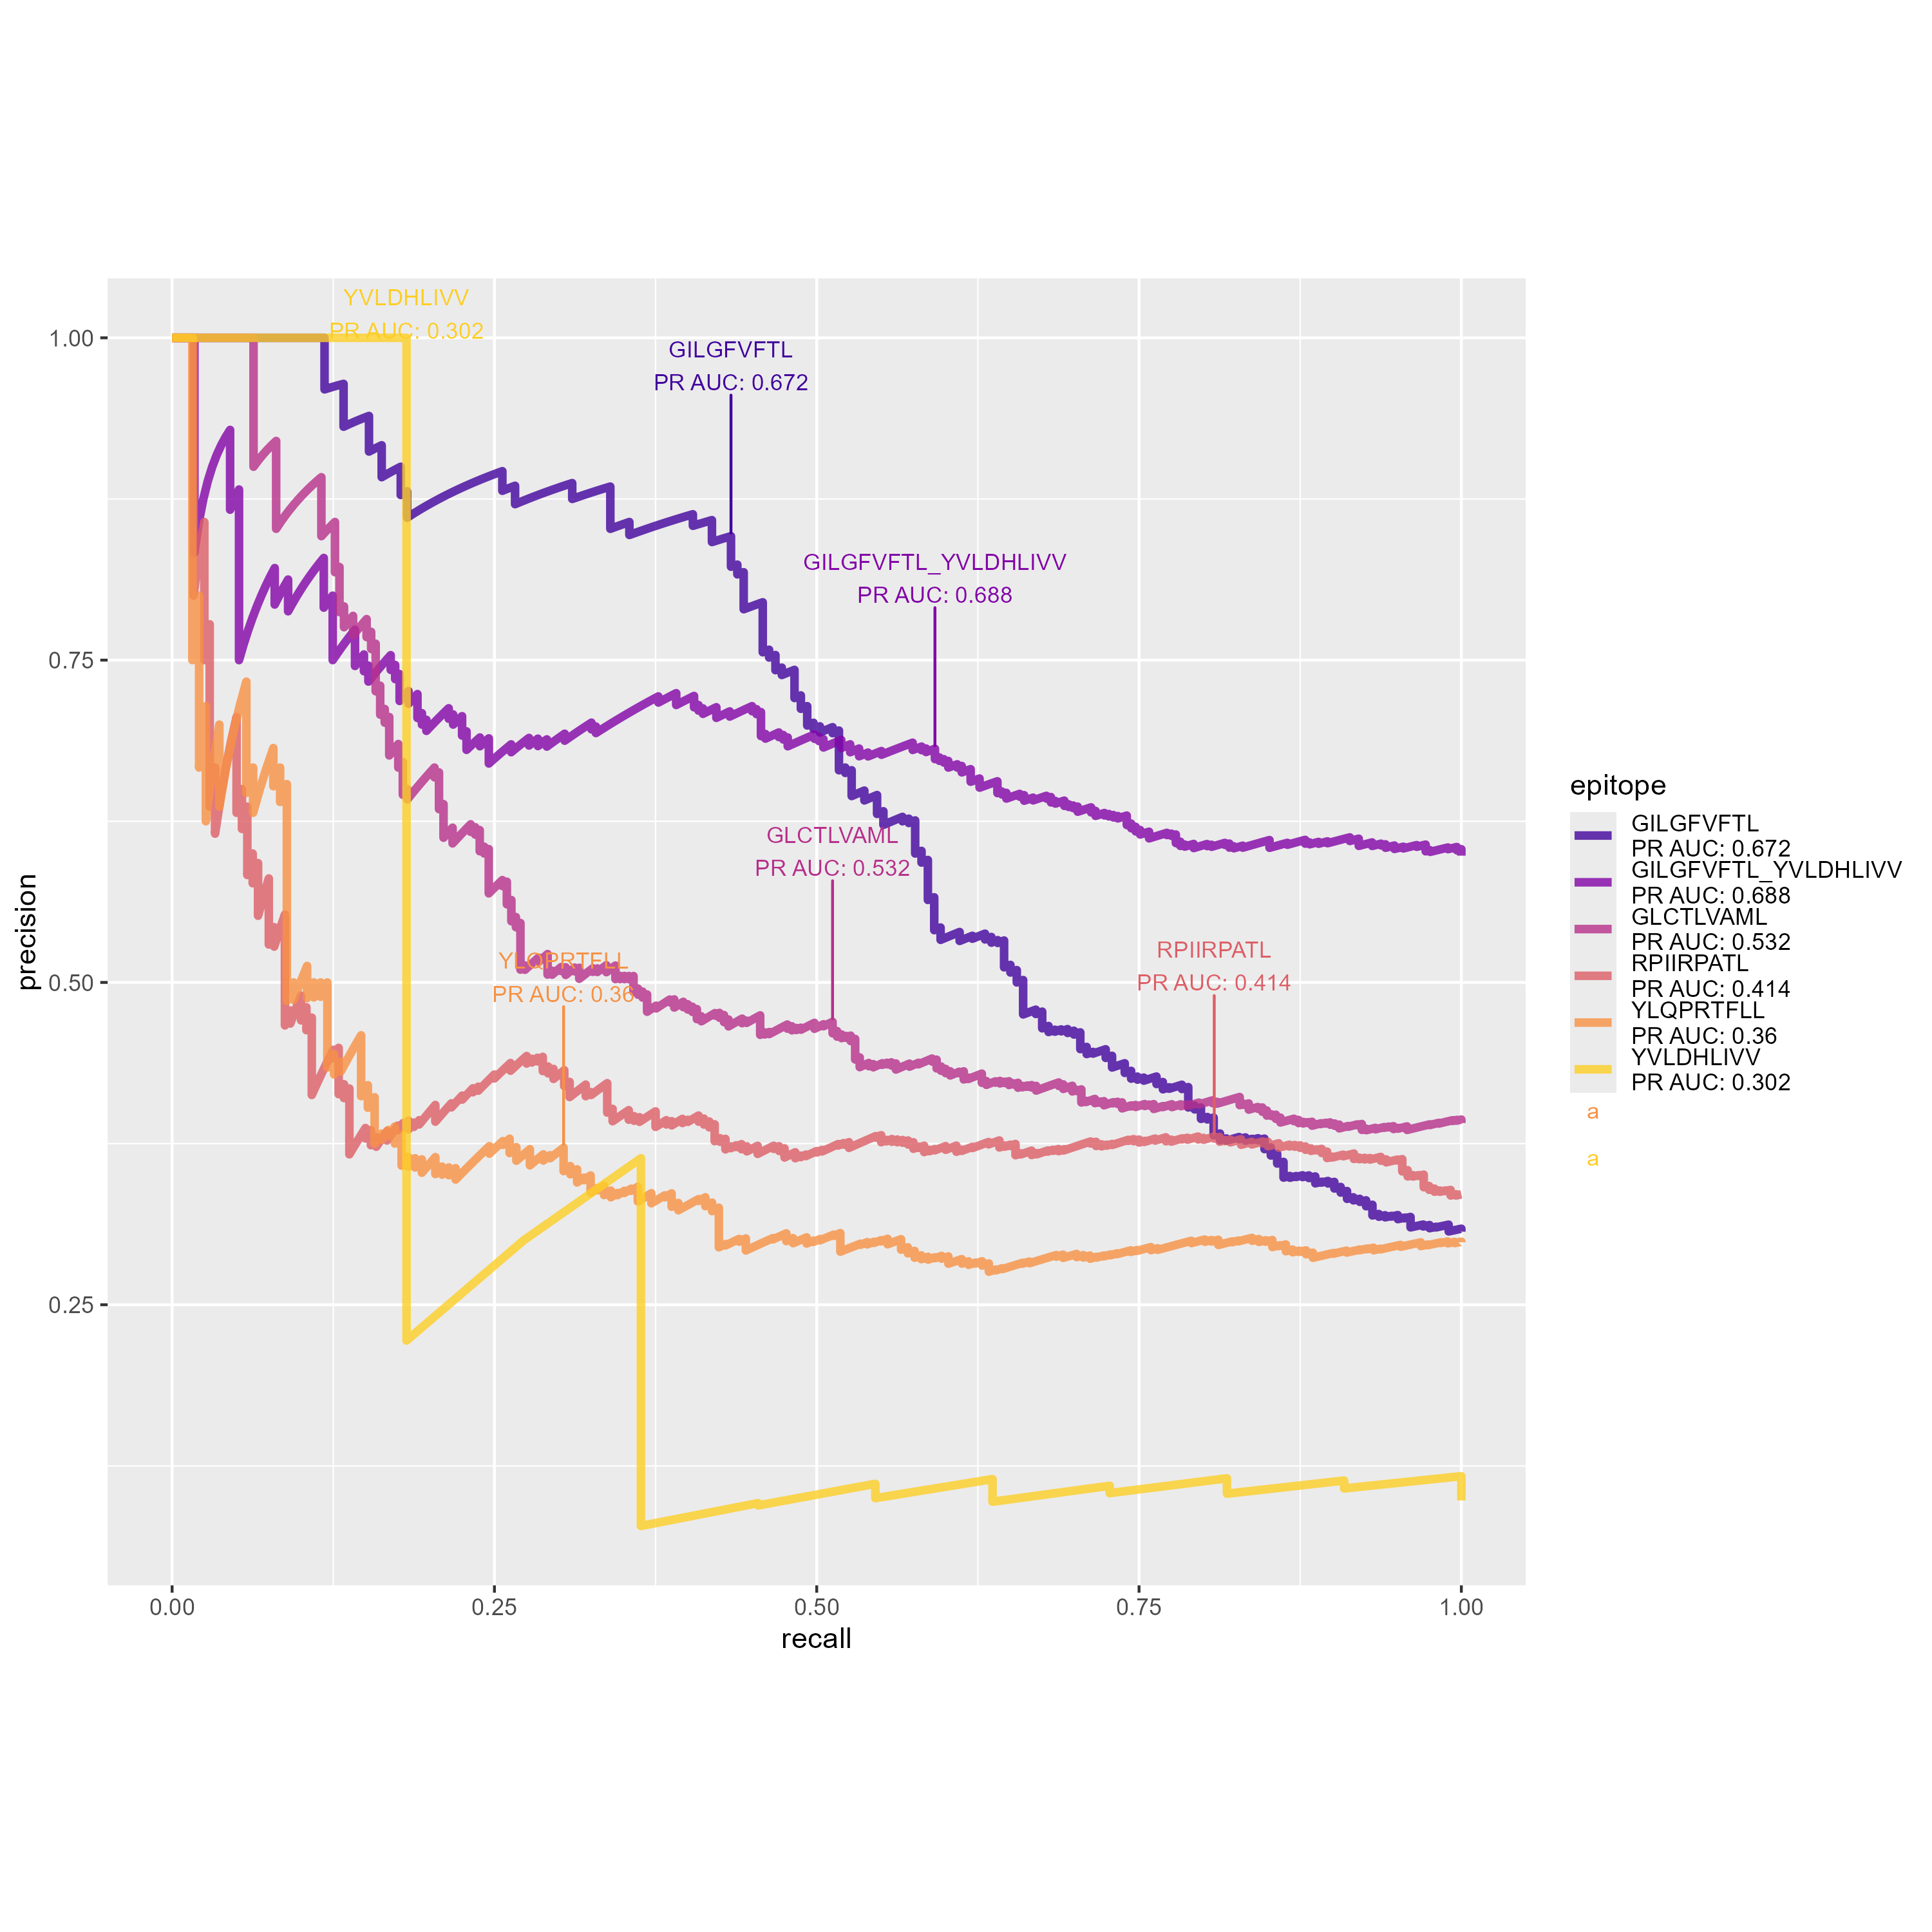 YVLDHLIVV
PR AUC: 0.302
GILGFVFTL
PR AUC: 0.672
GILGFVFTL_YVLDHLIVV
PR AUC: 0.688
GLCTLVAML
PR AUC: 0.532
YLQPRTFLL
PR AUC: 0.36
RPIIRPATL
PR AUC: 0.414
1.00
0.75
0.50
0.25
precision
0.00
0.25
0.50
0.75
1.00
recall
epitope
GILGFVFTL
PR AUC: 0.672
GILGFVFTL_YVLDHLIVV
PR AUC: 0.688
GLCTLVAML
PR AUC: 0.532
RPIIRPATL
PR AUC: 0.414
YLQPRTFLL
PR AUC: 0.36
YVLDHLIVV
PR AUC: 0.302
a
a